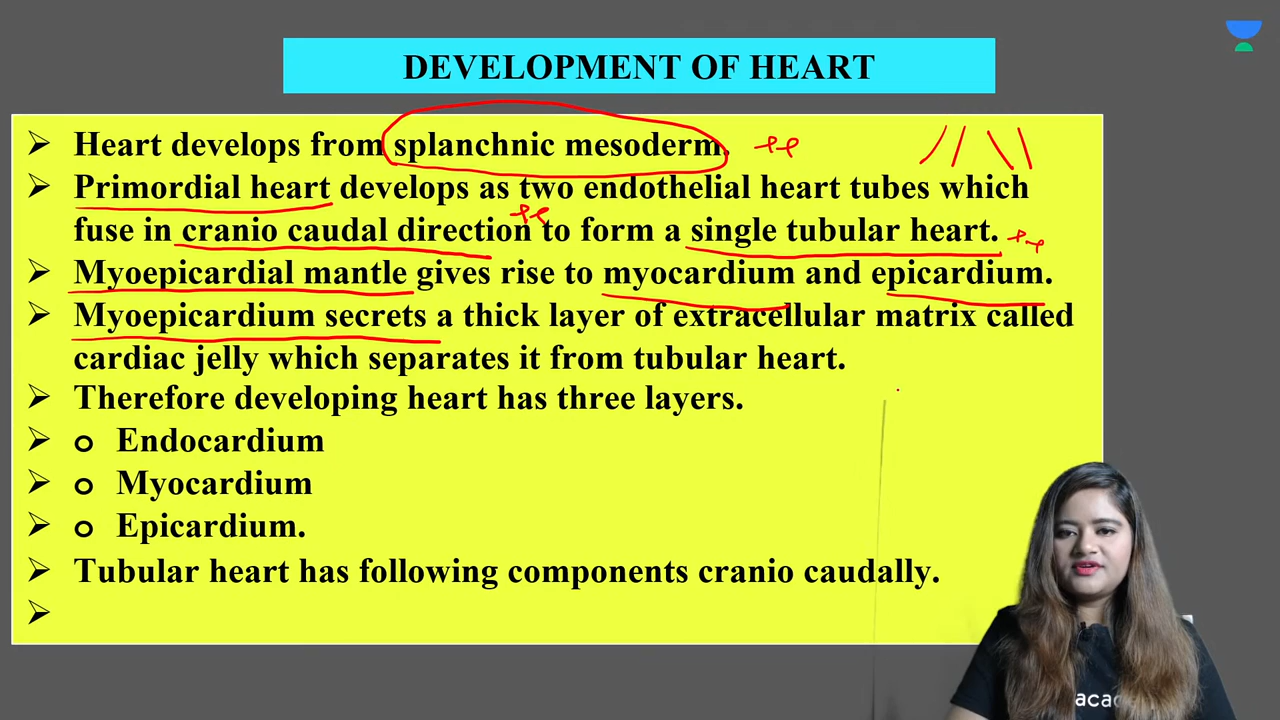 DEVELOPMENT OF HEART
➢ Heart develops from splanchnic mesoderm.
➢ Primordial heart develops as two endothelial heart tubes which
fuse in cranio caudal direction to form a single tubular heart.
➢ Myoepicardial mantle gives rise to myocardium and epicardium.
➢ Myoepicardium secrets a thick layer of extracellular matrix called
cardiac jelly which separates it from tubular heart.
➢ Therefore developing heart has three layers.
➢ o Endocardium
➢ o Myocardium
➢ o Epicardium.
➢ Tubular heart has following components cranio caudally.
➢